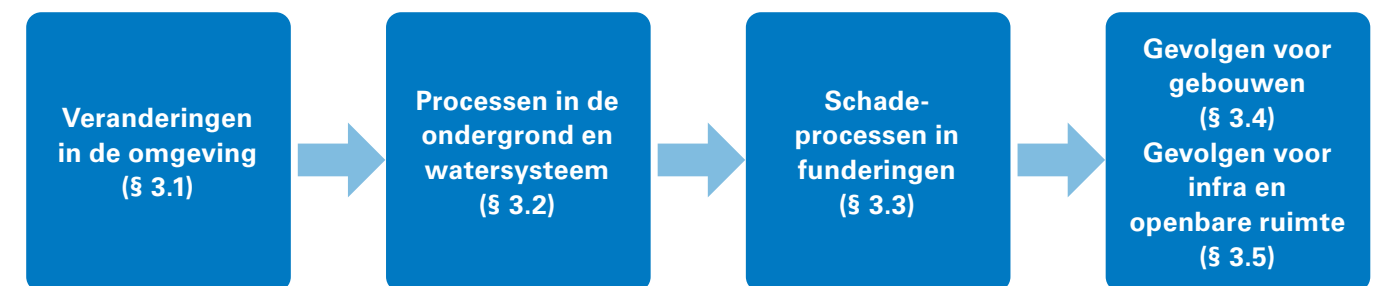 Veranderingen
in de omgeving
(§ 3.1)
Processen in de
ondergrond en
watersysteem
(§ 3.2)
Schade-
processen in
funderingen
(§ 3.3)
Gevolgen voor
gebouwen
(§ 3.4)
Gevolgen voor
infra en
openbare ruimte
(§ 3.5)